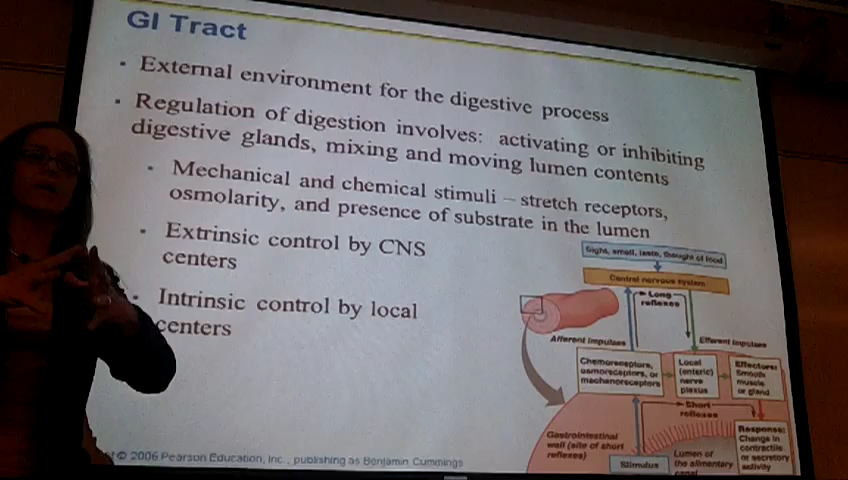 GI Tract
External environment for the digestive process
Regulation of digestion involves: activating or inhibiting
digestive glands, mixing and moving lumen contents
Mechanical and chemical stimuli – stretch receptors,
osmolarity, and presence of substrate in the lumen
Extrinsic control by CNS
centers
Intrinsic control by local
centers
Sight, smell, taste, thought of food
Central nervous system
Long
reflexes
Afferent impulses
Efferent impulses
Chemoreceptors,
osmoreceptors, or
mechanoreceptors
Local
(enteric)
nerve
plexus
Effectors:
Smooth
muscle
or gland
Short
reflexes
Gastrointestinal
wall (site of short
reflexes)
Stimulus
Lumen of
the alimentary
canal
Response:
Change in
contractile
or secretory
activity
© 2006 Pearson Education, Inc., publishing as Benjamin Cummings